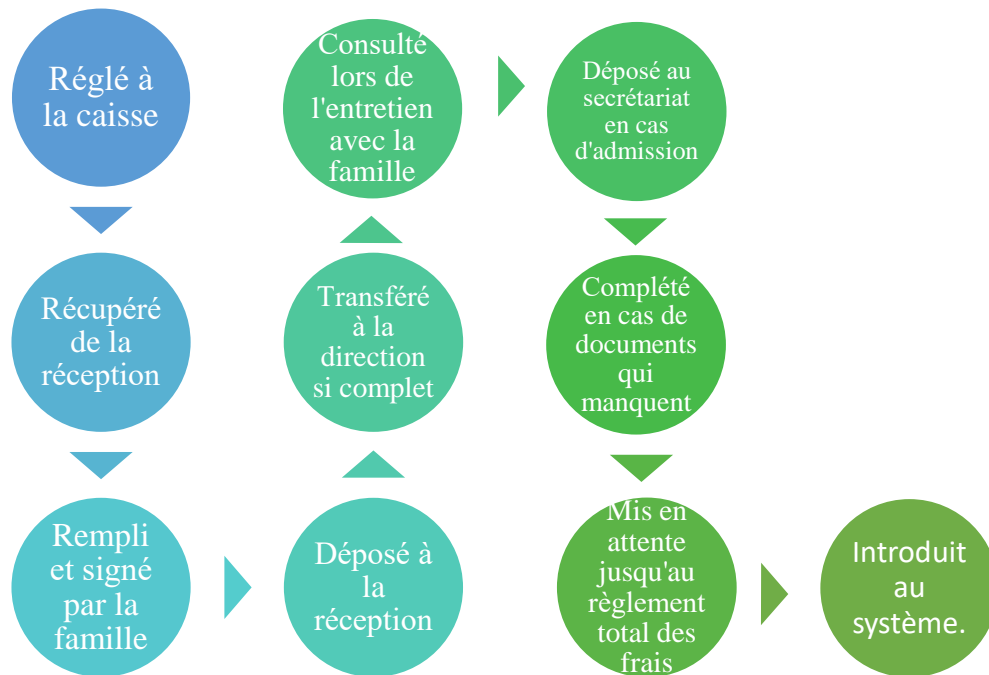 Réglé à
la caisse
Récupéré
de la
réception
Rempli
et signé
par la
famille
Déposé à
la
réception
Transféré
à la
direction
si complet
Consulté
lors de
l'entretien
avec la
famille
Déposé au
secrétariat
en cas
d'admission
Complété
en cas de
documents
qui
manquent
Mis en
attente
jusqu'au
règlement
total des
frais
Introduit
au
système.